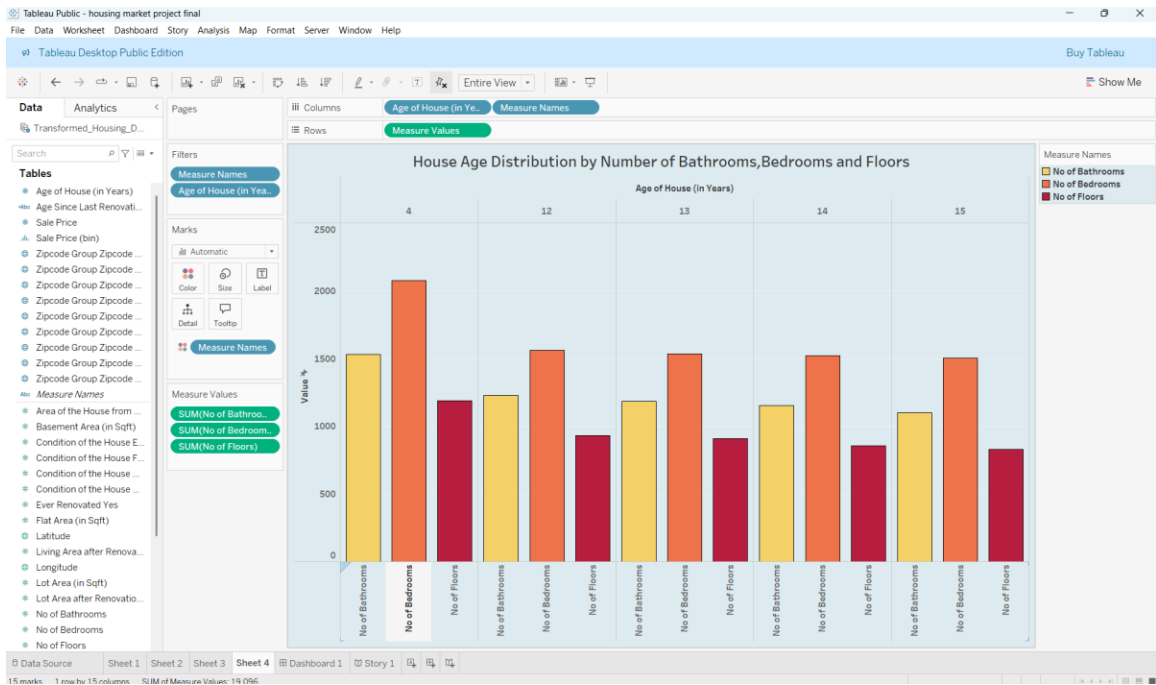 Tableau Public - housing market project final
File Data Worksheet Dashboard Story Analysis Map Format Server Window Help
Tableau Desktop Public Edition
Buy Tableau
Entire View
Show Me
Data Analytics
Transformed_Housing_D...
Search
Tables
Age of House (in Years)
Abc Age Since Last Renovati...
Sale Price
Sale Price (bin)
Zipcode Group Zipcode ...
Zipcode Group Zipcode ...
Zipcode Group Zipcode ...
Zipcode Group Zipcode ...
Zipcode Group Zipcode ...
Zipcode Group Zipcode ...
Zipcode Group Zipcode ...
Zipcode Group Zipcode ...
Zipcode Group Zipcode ...
Abc Measure Names
Area of the House from ...
Basement Area (in Sqft)
Condition of the House E...
Condition of the House F...
Condition of the House ...
Condition of the House ...
Ever Renovated Yes
Flat Area (in Sqft)
Latitude
Living Area after Renova...
Longitude
Lot Area (in Sqft)
Lot Area after Renovatio...
No of Bathrooms
No of Bedrooms
No of Floors
Pages
Filters
Measure Names
Age of House (in Yea..
Marks
Automatic
Color Size Label
Detail Tooltip
Measure Names
Measure Values
SUM(No of Bathroo..
SUM(No of Bedroom..
SUM(No of Floors)
Columns
Age of House (in Ye.. Measure Names
Rows
Measure Values
House Age Distribution by Number of Bathrooms,Bedrooms and Floors
Age of House (in Years)
4 12 13 14 15
Value
2500
2000
1500
1000
500
0
No of Bathrooms
No of Bedrooms
No of Floors
No of Bathrooms
No of Bedrooms
No of Floors
No of Bathrooms
No of Bedrooms
No of Floors
No of Bathrooms
No of Bedrooms
No of Floors
No of Bathrooms
No of Bedrooms
No of Floors
Measure Names
No of Bathrooms
No of Bedrooms
No of Floors
Data Source Sheet 1 Sheet 2 Sheet 3 Sheet 4 Dashboard 1 Story 1
15 marks 1 row by 15 columns SUM of Measure Values: 19,096